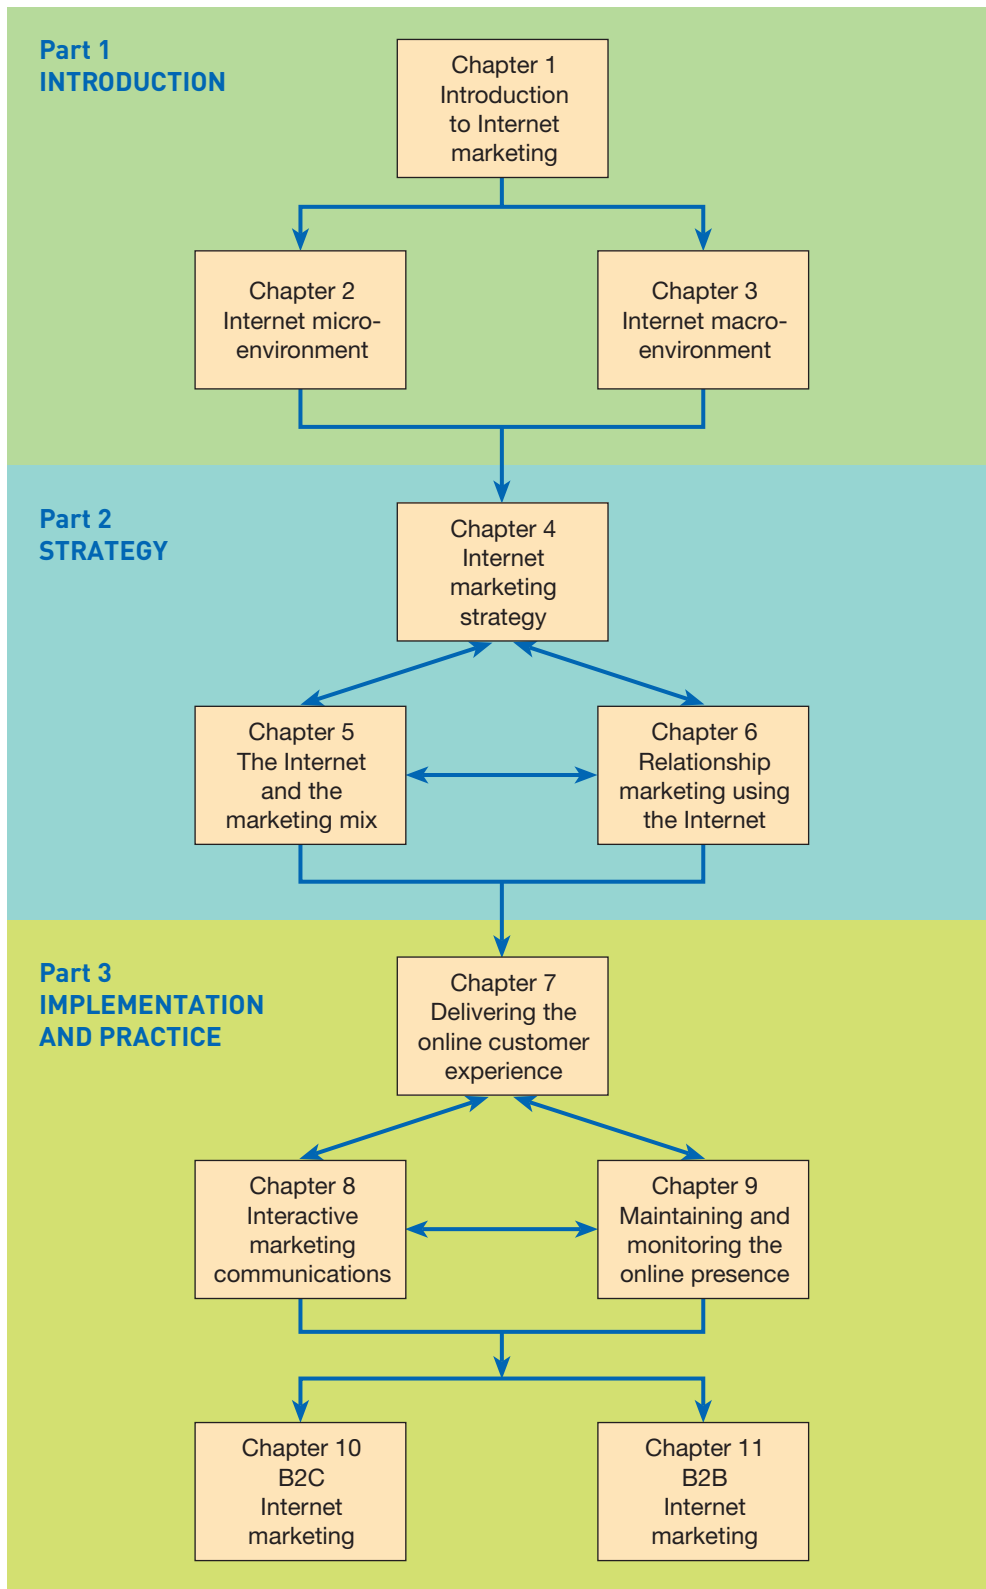 Part 1
INTRODUCTION
Chapter 1
Introduction
to Internet
marketing
Chapter 2
Internet micro-
environment
Chapter 3
Internet macro-
environment
Part 2
STRATEGY
Chapter 4
Internet
marketing
strategy
Chapter 5
The Internet
and the
marketing mix
Chapter 6
Relationship
marketing using
the Internet
Part 3
IMPLEMENTATION
AND PRACTICE
Chapter 7
Delivering the
online customer
experience
Chapter 8
Interactive
marketing
communications
Chapter 9
Maintaining and
monitoring the
online presence
Chapter 10
B2C
Internet
marketing
Chapter 11
B2B
Internet
marketing